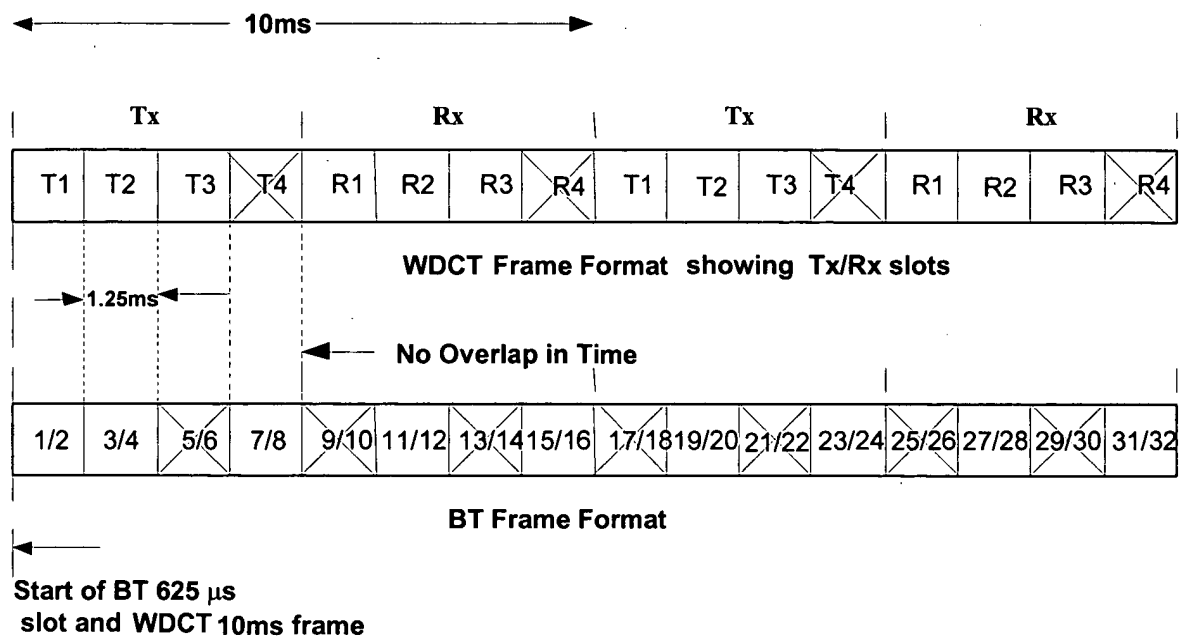 10ms
Tx Rx Tx Rx
T1 T2 T3 T4 R1 R2 R3 R4 T1 T2 T3 T4 R1 R2 R3 R4
WDCT Frame Format showing Tx/Rx slots
1.25ms
No Overlap in Time
1/2 3/4 5/6 7/8 9/10 11/12 13/14 15/16 17/18 19/20 21/22 23/24 25/26 27/28 29/30 31/32
BT Frame Format
Start of BT 625 μs
slot and WDCT 10ms frame